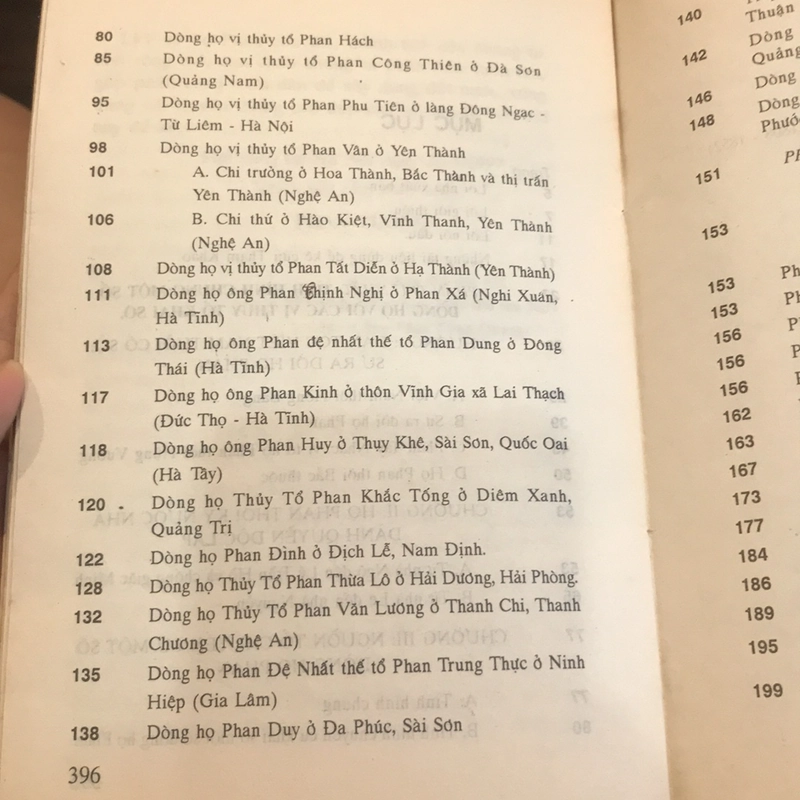 80 Dòng họ vị thủy tổ Phan Hách
85 Dòng họ vị thủy tổ Phan Công Thiên ở Đà Sơn
(Quảng Nam)
95 Dòng họ vị thủy tổ Phan Phu Tiên ở làng Đông Ngạc -
Từ Liêm - Hà Nội
98 Dòng họ vị thủy tổ Phan Vân ở Yên Thành
101 A. Chi trưởng ở Hoa Thành, Bắc Thành và thị trấn
Yên Thành (Nghệ An)
106 B. Chi thứ ở Hào Kiệt, Vĩnh Thanh, Yên Thành
(Nghệ An)
108 Dòng họ vị thủy tổ Phan Tất Diễn ở Hạ Thành (Yên Thành)
111 Dòng họ ông Phan Thịnh Nghị ở Phan Xá (Nghi Xuân,
Hà Tĩnh)
113 Dòng họ ông Phan đệ nhất thế tổ Phan Dung ở Đông
Thái (Hà Tĩnh)
117 Dòng họ ông Phan Kinh ở thôn Vĩnh Gia xã Lai Thạch
(Đức Thọ - Hà Tĩnh)
118 Dòng họ ông Phan Huy ở Thụy Khê, Sài Sơn, Quốc Oai
(Hà Tây)
120 Dòng họ Thủy Tổ Phan Khắc Tống ở Diêm Xanh,
Quảng Trị
122 Dòng họ Phan Đình ở Địch Lễ, Nam Định.
128 Dòng họ Thủy Tổ Phan Thừa Lô ở Hải Dương, Hải Phòng.
132 Dòng họ Thủy Tổ Phan Văn Lương ở Thanh Chi, Thanh
Chương (Nghệ An)
135 Dòng họ Phan Đệ Nhất thế tổ Phan Trung Thực ở Ninh
Hiệp (Gia Lâm)
138 Dòng họ Phan Duy ở Đa Phúc, Sài Sơn
396
140
Thuận
Dòng
142 Quảng
Dòng
146 Dòng
148 Phướ
151
153
153
153
156
156
156
162
163
167
173
177
184
186
189
195
199